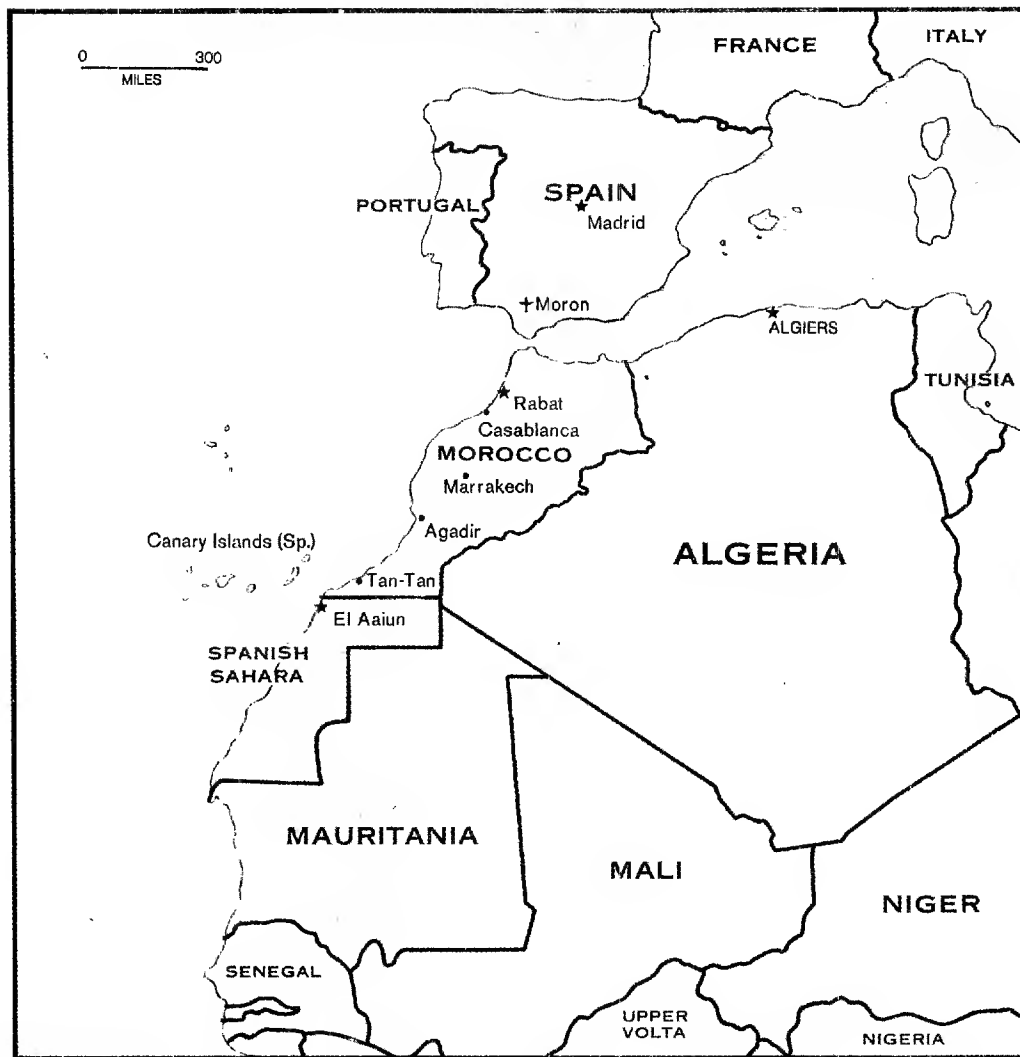 0 300
MILES
FRANCE
ITALY
PORTUGAL
SPAIN
Madrid
Moron
ALGIERS
TUNISIA
Rabat
Casablanca
MOROCCO
Marrakech
Agadir
Canary Islands (Sp.)
ALGERIA
Tan-Tan
El Aaiun
SPANISH
SAHARA
MAURITANIA
MALI
NIGER
SENEGAL
UPPER
VOLTA
NIGERIA